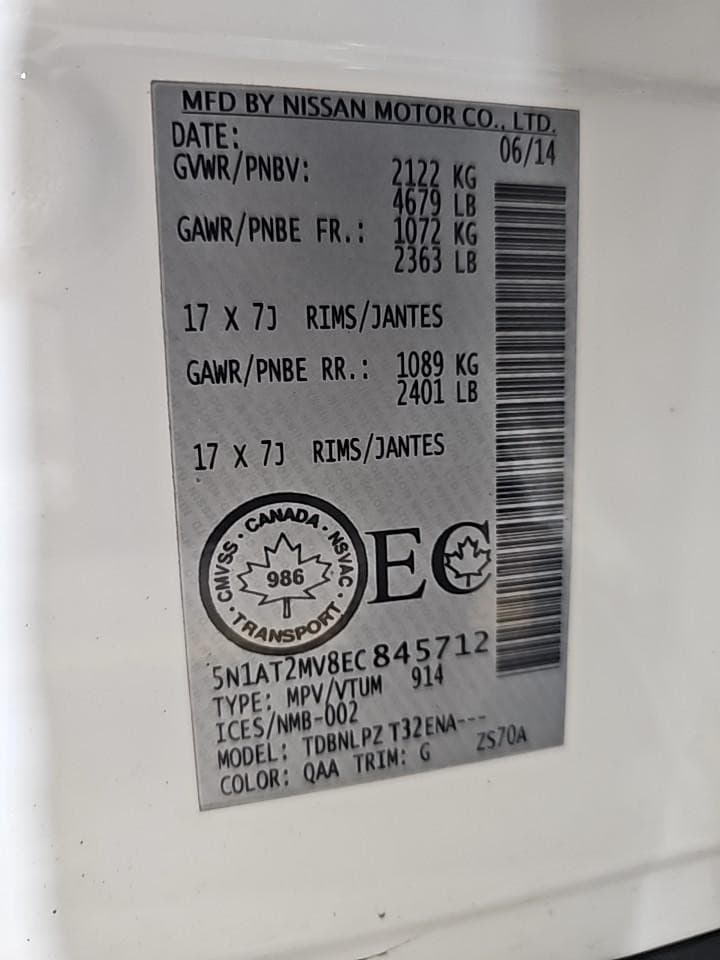 MFD BY NISSAN MOTOR CO., LTD.
DATE: 06/14
GVWR/PNBV: 2122 KG
4679 LB
GAWR/PNBE FR.: 1072 KG
2363 LB
17 X 7J RIMS/JANTES
GAWR/PNBE RR.: 1089 KG
2401 LB
17 X 7J RIMS/JANTES
CANADA · NSVAC · TRANSPORT · CMVSS ·
986
EC
5N1AT2MV8EC845712
TYPE: MPV/VTUM 914
ICES/NMB-002
MODEL: TDBNLPZ T32ENA---
COLOR: QAA TRIM: G ZS70A